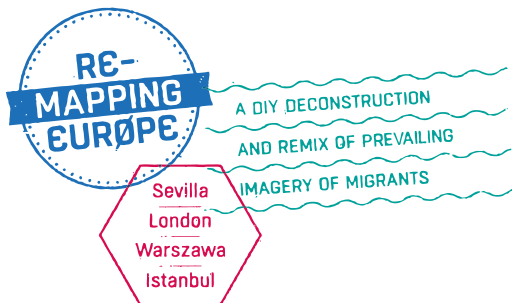 RE-
MAPPING
EURØPE
A DIY DECONSTRUCTION
AND REMIX OF PREVAILING
IMAGERY OF MIGRANTS
Sevilla
London
Warszawa
Istanbul